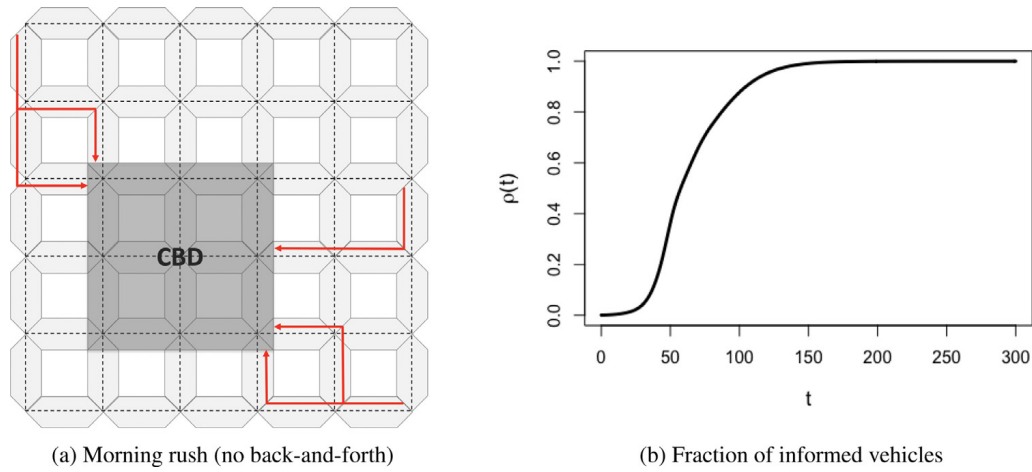 CBD
(a) Morning rush (no back-and-forth)
ρ(t)
0.0 0.2 0.4 0.6 0.8 1.0
0 50 100 150 200 250 300
t
(b) Fraction of informed vehicles